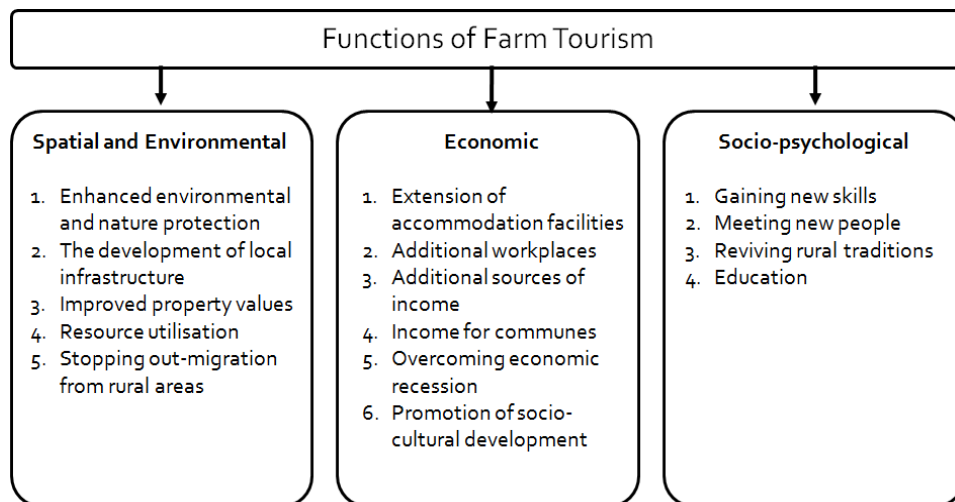 Functions of Farm Tourism
Spatial and Environmental
1. Enhanced environmental
and nature protection
2. The development of local
infrastructure
3. Improved property values
4. Resource utilisation
5. Stopping out-migration
from rural areas
Economic
1. Extension of
accommodation facilities
2. Additional workplaces
3. Additional sources of
income
4. Income for communes
5. Overcoming economic
recession
6. Promotion of socio-
cultural development
Socio-psychological
1. Gaining new skills
2. Meeting new people
3. Reviving rural traditions
4. Education